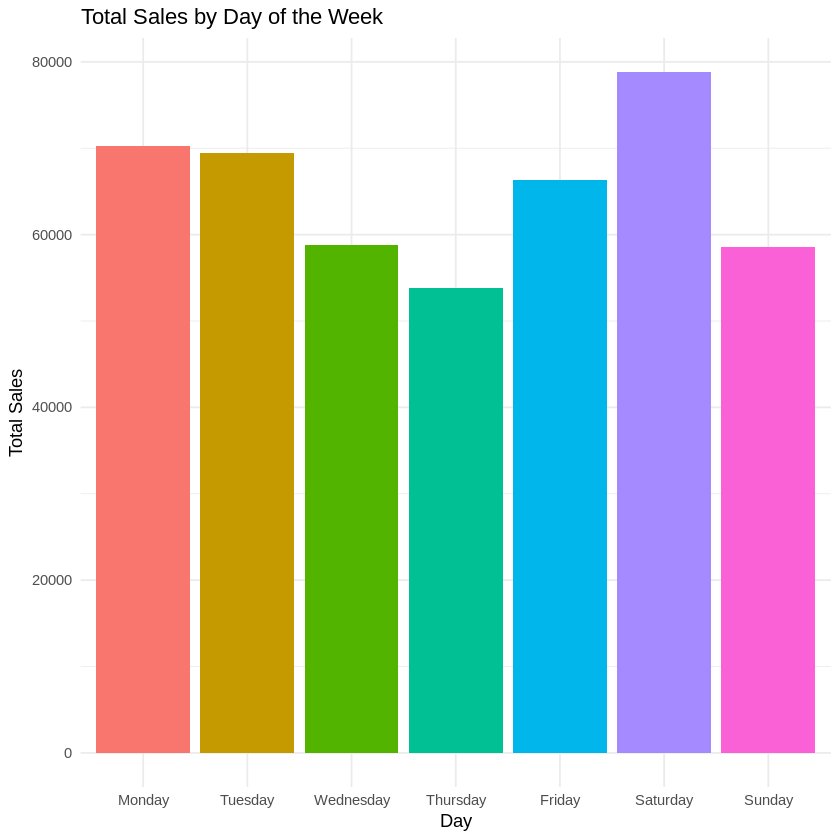 Total Sales by Day of the Week
80000
60000
40000
20000
0
Total Sales
Monday Tuesday Wednesday Thursday Friday Saturday Sunday
Day